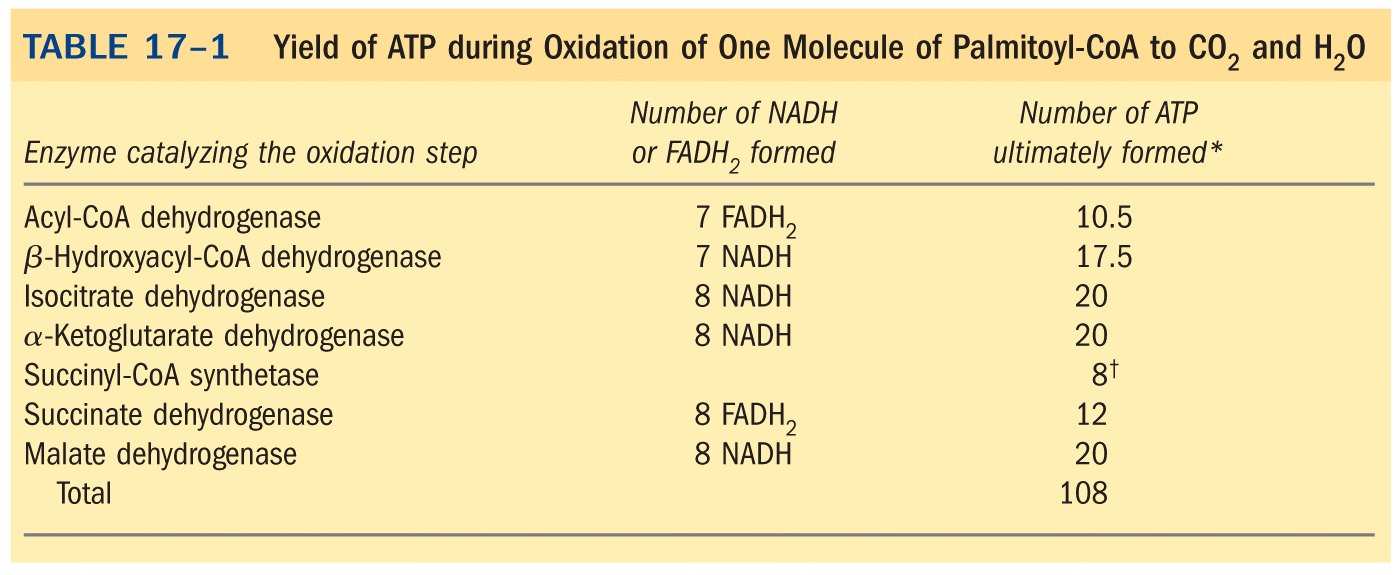 TABLE 17–1 Yield of ATP during Oxidation of One Molecule of Palmitoyl-CoA to CO₂ and H₂O
Number of NADH Number of ATP
Enzyme catalyzing the oxidation step or FADH₂ formed ultimately formed*
Acyl-CoA dehydrogenase 7 FADH₂ 10.5
β-Hydroxyacyl-CoA dehydrogenase 7 NADH 17.5
Isocitrate dehydrogenase 8 NADH 20
α-Ketoglutarate dehydrogenase 8 NADH 20
Succinyl-CoA synthetase 8†
Succinate dehydrogenase 8 FADH₂ 12
Malate dehydrogenase 8 NADH 20
Total 108